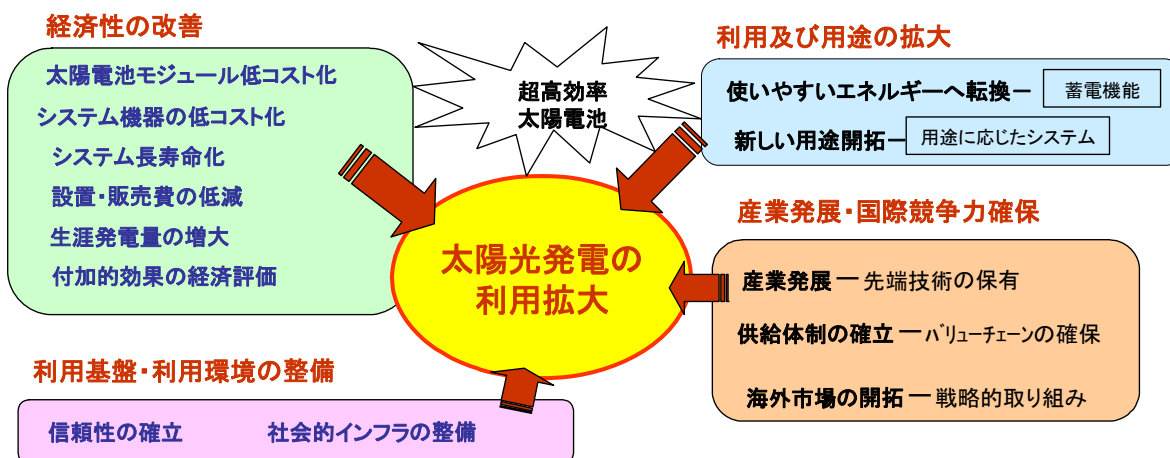 経済性の改善
太陽電池モジュール低コスト化
システム機器の低コスト化
システム長寿命化
設置・販売費の低減
生涯発電量の増大
付加的効果の経済評価
超高効率
太陽電池
利用及び用途の拡大
使いやすいエネルギーへ転換－ 蓄電機能
新しい用途開拓－ 用途に応じたシステム
太陽光発電の
利用拡大
産業発展・国際競争力確保
産業発展－先端技術の保有
供給体制の確立－バリューチェーンの確保
海外市場の開拓－戦略的取り組み
利用基盤・利用環境の整備
信頼性の確立 社会的インフラの整備